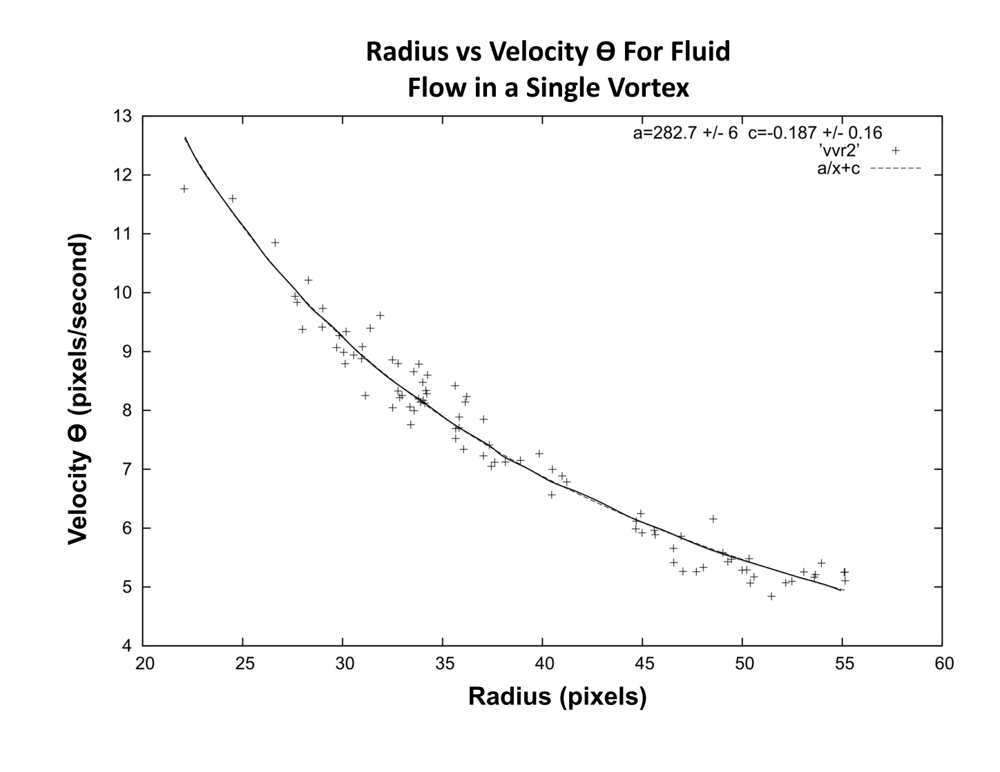 Radius vs Velocity Ɵ For Fluid
Flow in a Single Vortex
13
12
11
10
9
8
7
6
5
4
a=282.7 +/- 6 c=-0.187 +/- 0.16
’vvr2’
a/x+c
Velocity Ɵ (pixels/second)
20 25 30 35 40 45 50 55 60
Radius (pixels)